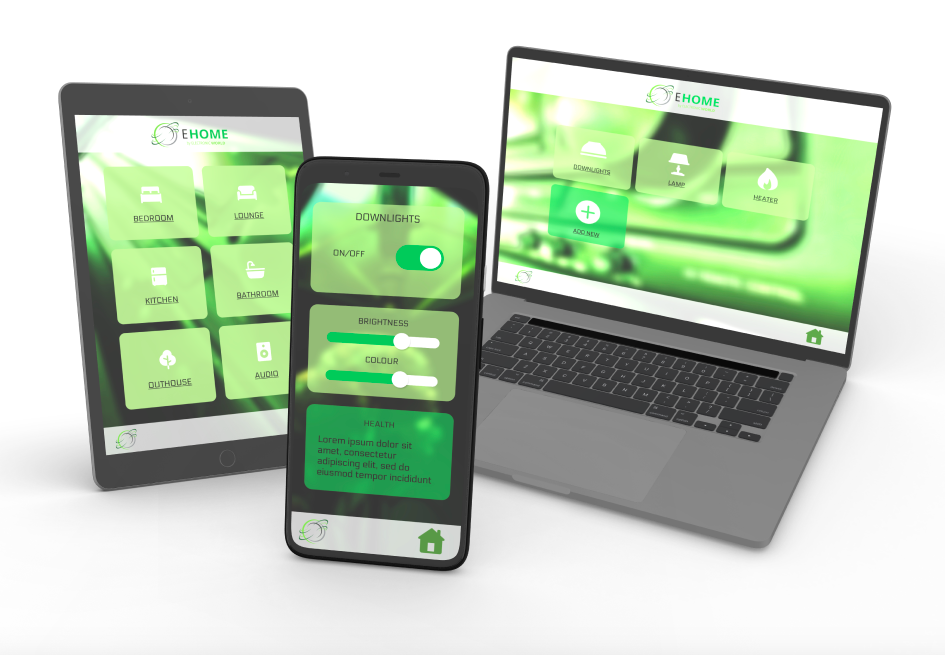 EHOME
BEDROOM
LOUNGE
KITCHEN
BATHROOM
OUTHOUSE
AUDIO
DOWNLIGHTS
ON/OFF
BRIGHTNESS
COLOUR
HEALTH
Lorem ipsum dolor sit
amet, consectetur
adipiscing elit, sed do
eiusmod tempor incididunt
EHOME
DOWNLIGHTS
LAMP
HEATER
ADD NEW